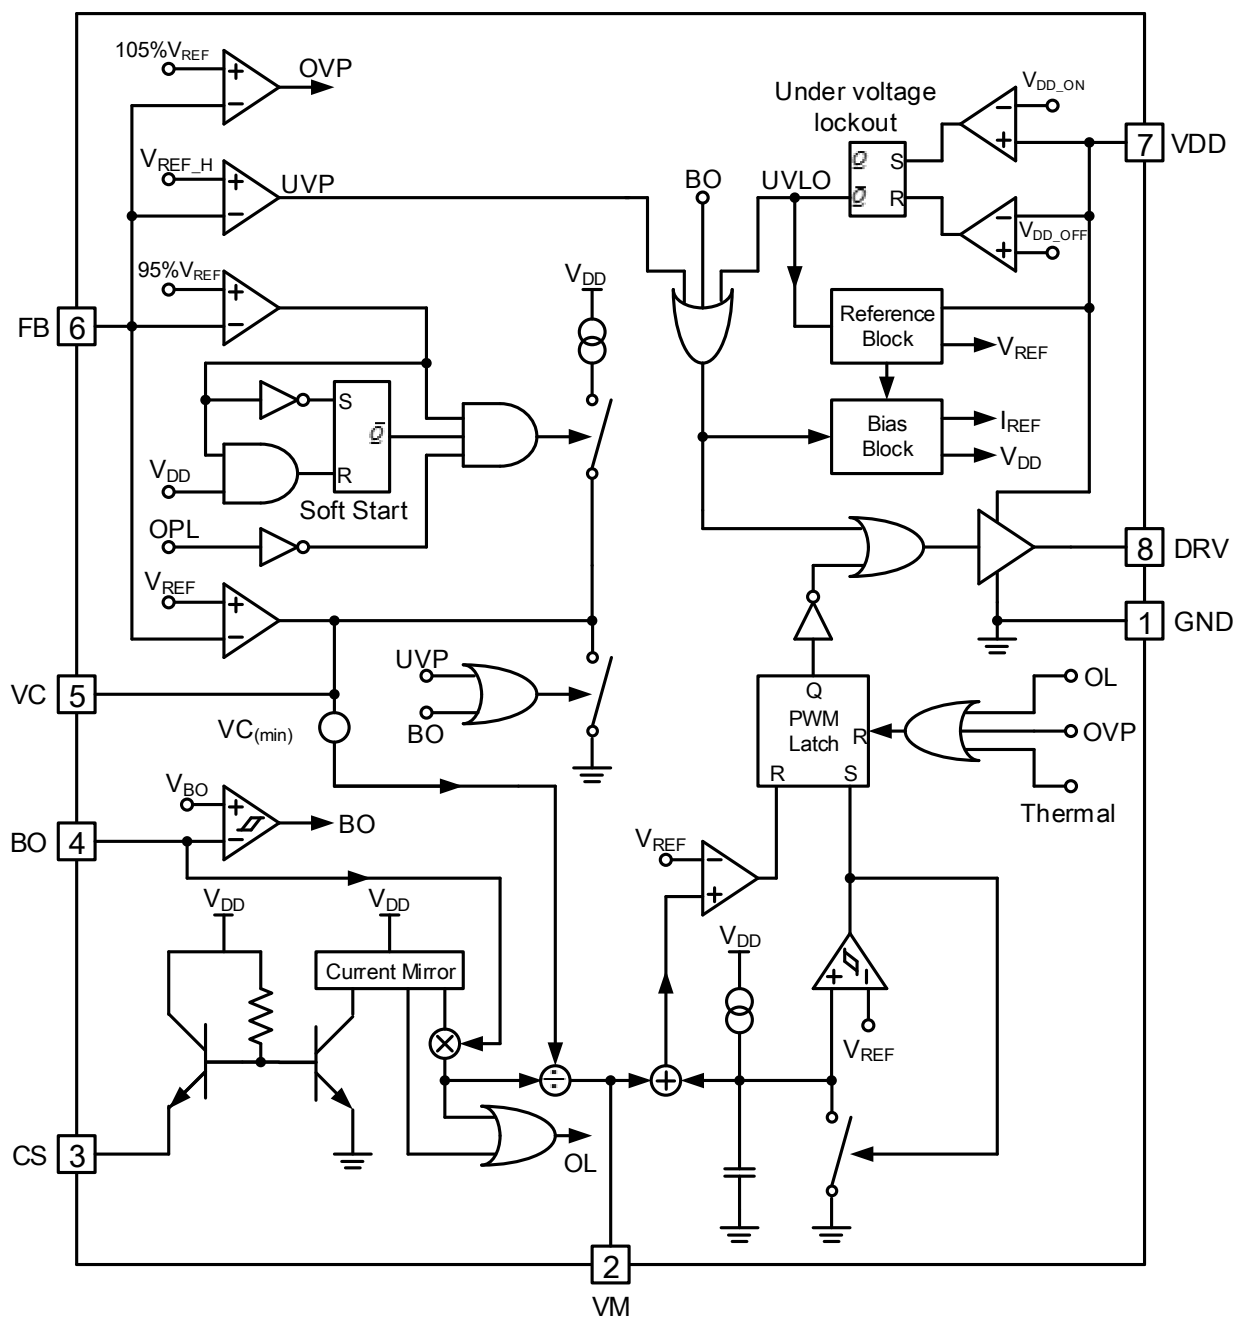 105%VREF
+
−
OVP
VREF_H
+
−
UVP
95%VREF
+
−
FB
6
S
Q̅
R
VDD
Soft Start
OPL
VREF
+
−
VDD
UVP
BO
VC
5
VC(min)
VBO
+
−
BO
BO
4
VDD
VDD
Current Mirror
CS
3
×
÷
+
OL
2
VM
BO
UVLO
Under voltage
lockout
Q
Q̅
S
R
VDD_ON
−
+
−
+
VDD_OFF
7
VDD
Reference
Block
VREF
Bias
Block
IREF
VDD
8
DRV
1
GND
Q
PWM
Latch
R
R
S
OL
OVP
Thermal
VREF
−
+
VDD
+
−
VREF